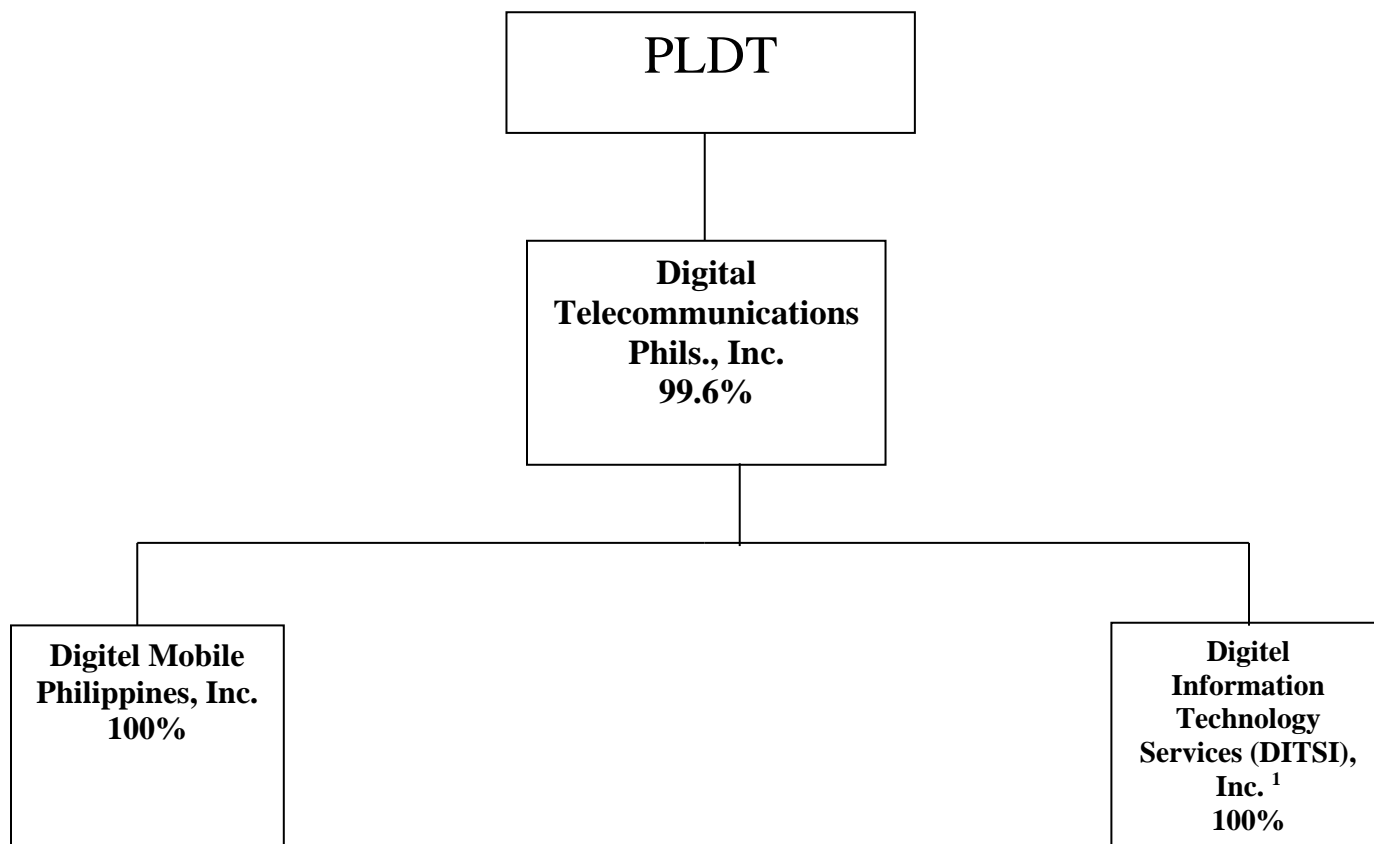 PLDT
Digital
Telecommunications
Phils., Inc.
99.6%
Digitel Mobile
Philippines, Inc.
100%
Digitel
Information
Technology
Services (DITSI),
Inc. 1
100%